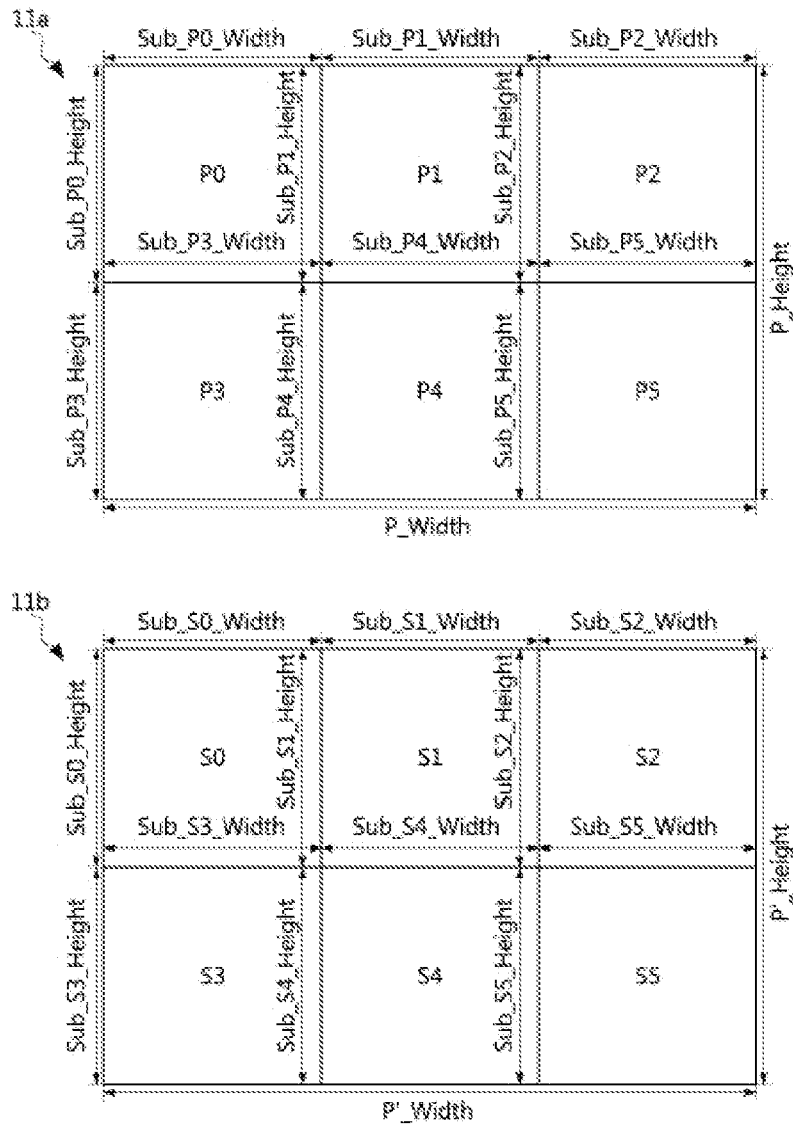 11a
Sub_P0_Width Sub_P1_Width Sub_P2_Width
Sub_P0_Height
Sub_P1_Height
Sub_P2_Height
P0 P1 P2
Sub_P3_Width Sub_P4_Width Sub_P5_Width
P_Height
Sub_P3_Height
Sub_P4_Height
Sub_P5_Height
P3 P4 P5
P_Width
11b
Sub_S0_Width Sub_S1_Width Sub_S2_Width
Sub_S0_Height
Sub_S1_Height
Sub_S2_Height
S0 S1 S2
Sub_S3_Width Sub_S4_Width Sub_S5_Width
P'_Height
Sub_S3_Height
Sub_S4_Height
Sub_S5_Height
S3 S4 S5
P'_Width